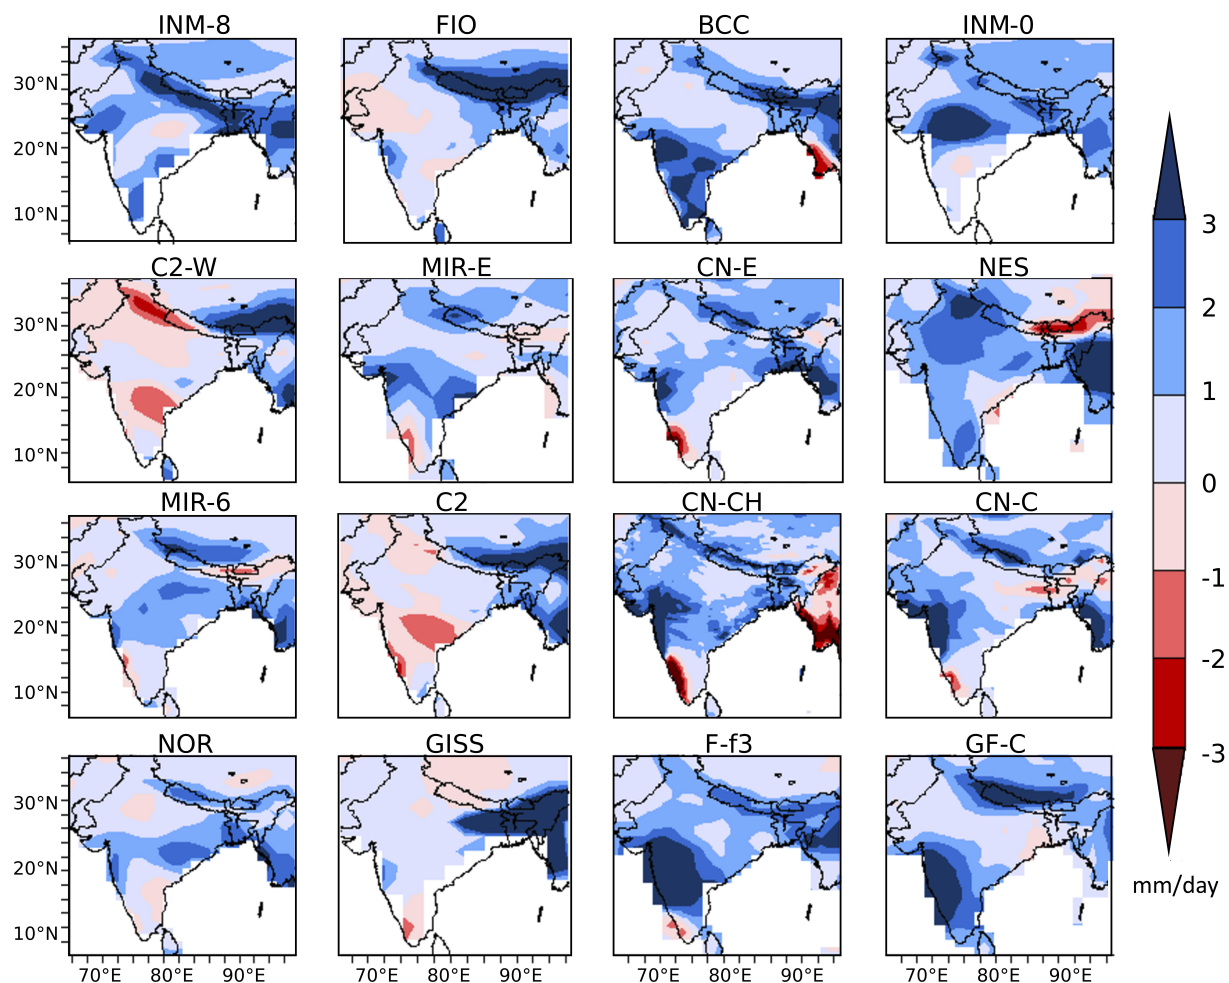 INM-8 FIO BCC INM-0
30°N
20°N
10°N
C2-W MIR-E CN-E NES
30°N
20°N
10°N
MIR-6 C2 CN-CH CN-C
30°N
20°N
10°N
NOR GISS F-f3 GF-C
30°N
20°N
10°N
70°E 80°E 90°E 70°E 80°E 90°E 70°E 80°E 90°E 70°E 80°E 90°E
3
2
1
0
-1
-2
-3
mm/day